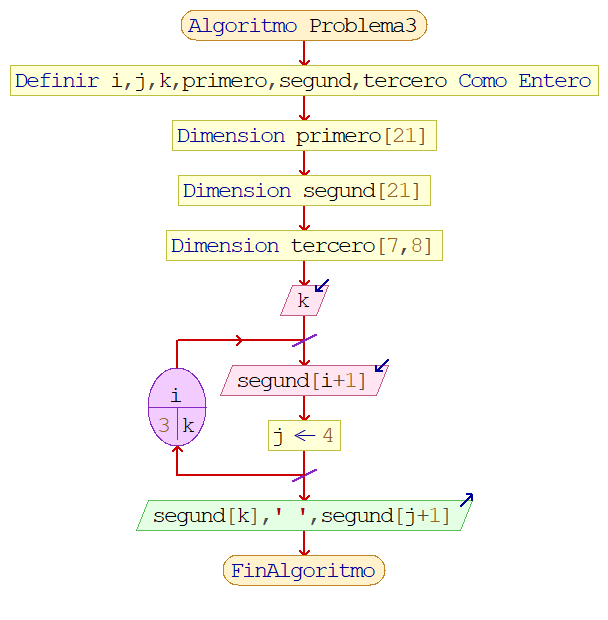 Algoritmo Problema3
Definir i,j,k,primero,segund,tercero Como Entero
Dimension primero[21]
Dimension segund[21]
Dimension tercero[7,8]
k
i
3 k
segund[i+1]
j ← 4
segund[k],' ',segund[j+1]
FinAlgoritmo